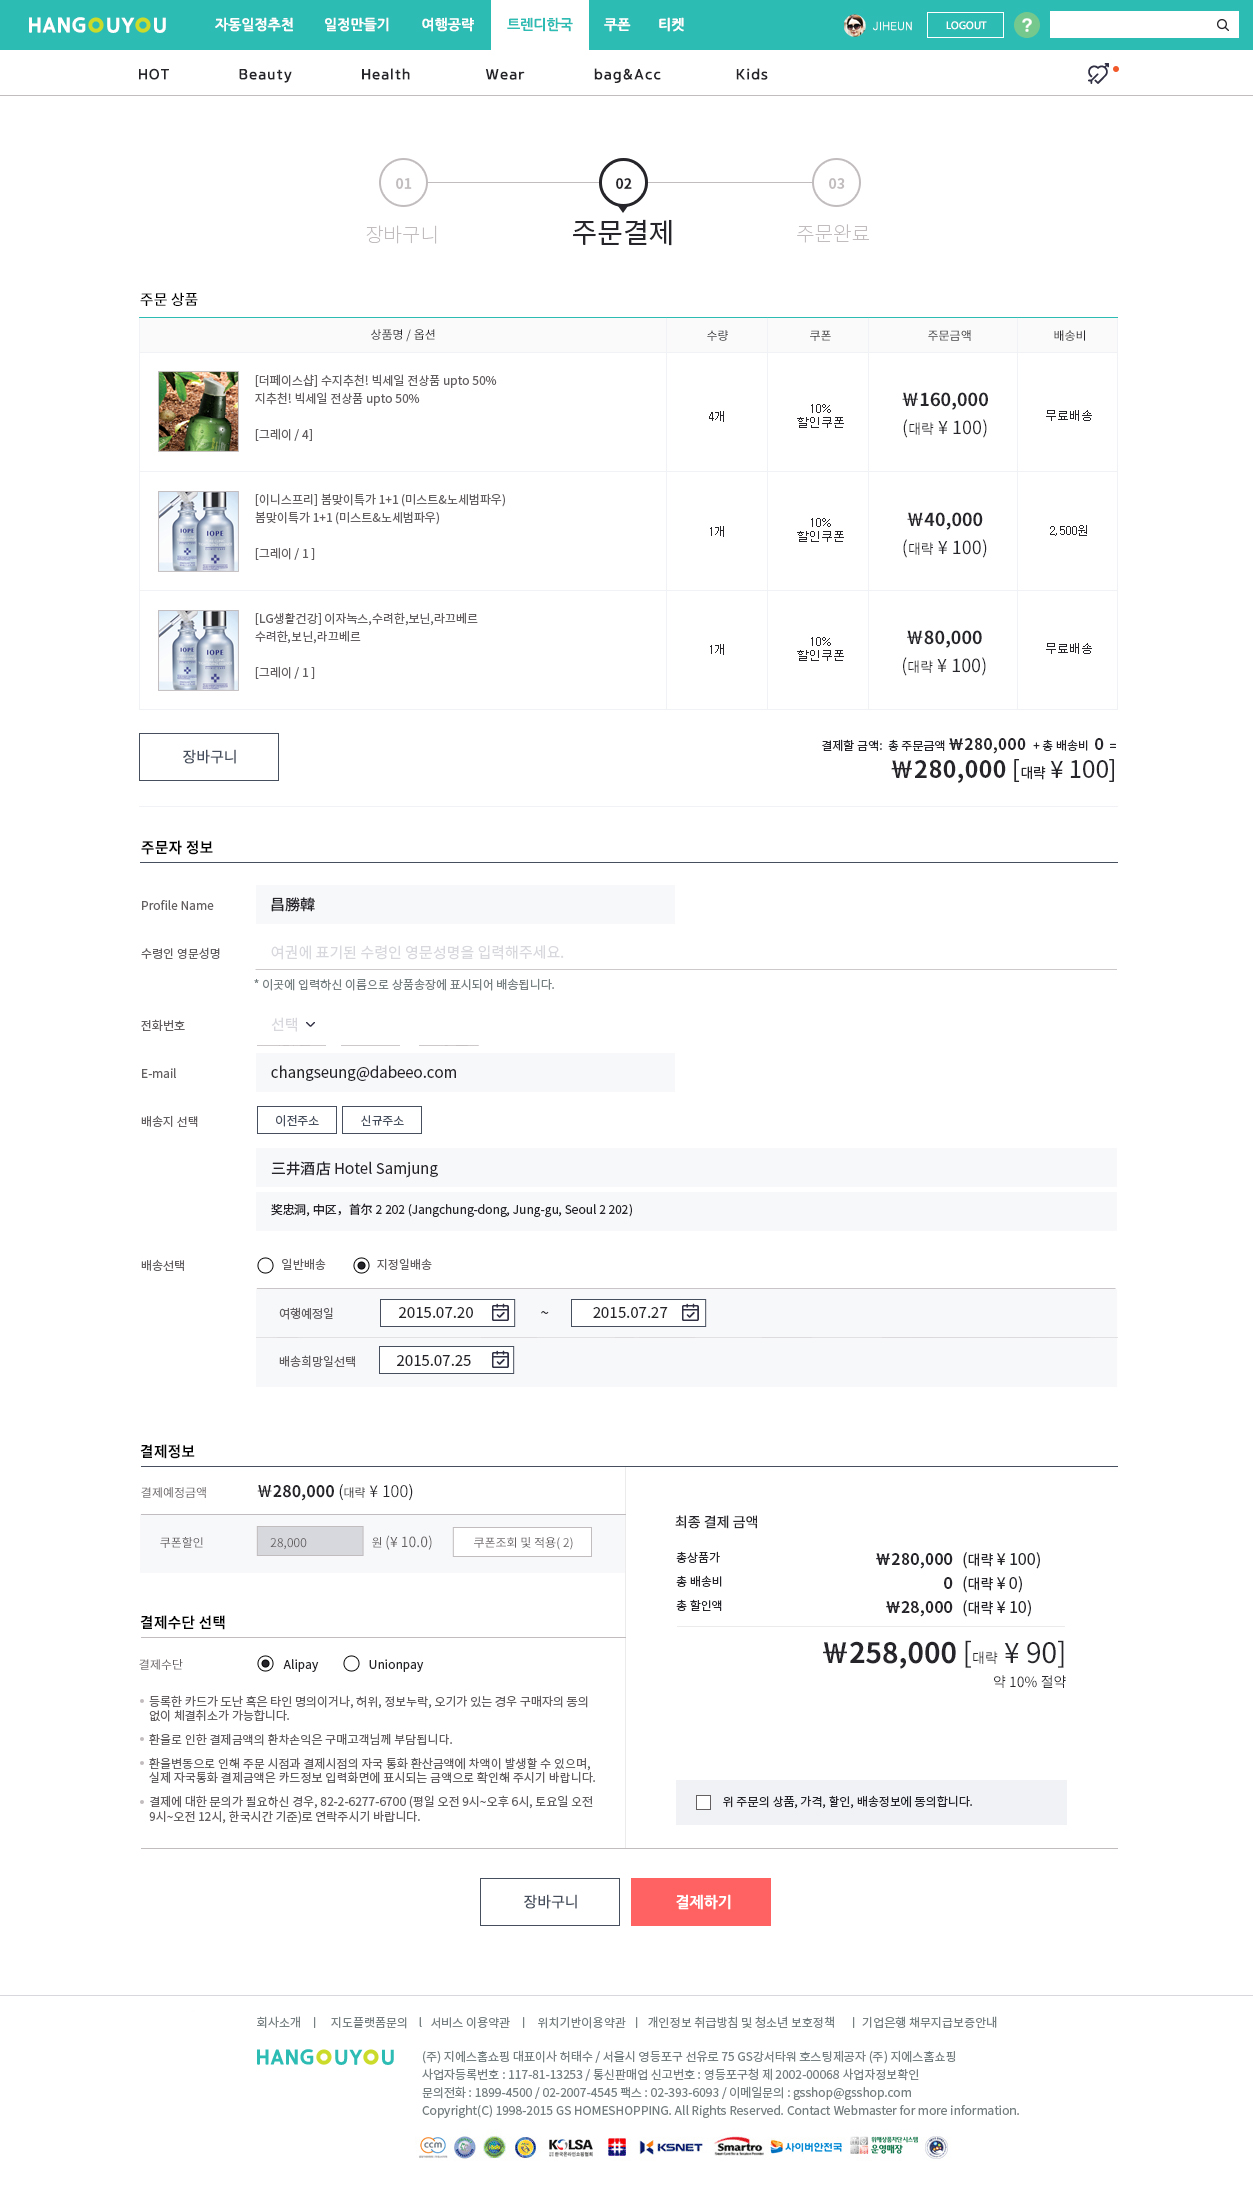 HANGOUYOU 자동일정추천 일정만들기 여행공략 트렌디한국 쿠폰 티켓 JIHEUN LOGOUT ?
HOT Beauty Health Wear bag&Acc Kids
01 02 03
장바구니 주문결제 주문완료
주문 상품
상품명 / 옵션 수량 쿠폰 주문금액 배송비
[더페이스샵] 수지추천! 빅세일 전상품 upto 50%
지추천! 빅세일 전상품 upto 50%
[그레이 / 4]
4개
10%
할인쿠폰
₩160,000
(대략 ¥ 100)
무료배송
[이니스프리] 봄맞이특가 1+1 (미스트&노세범파우)
봄맞이특가 1+1 (미스트&노세범파우)
[그레이 / 1 ]
IOPE IOPE
1개
10%
할인쿠폰
₩40,000
(대략 ¥ 100)
2,500원
[LG생활건강] 이자녹스,수려한,보닌,라끄베르
수려한,보닌,라끄베르
[그레이 / 1 ]
IOPE IOPE
1개
10%
할인쿠폰
₩80,000
(대략 ¥ 100)
무료배송
장바구니
결제할 금액: 총 주문금액 ₩280,000 + 총 배송비 0 =
₩280,000 [대략 ¥ 100]
주문자 정보
Profile Name 昌勝韓
수령인 영문성명 여권에 표기된 수령인 영문성명을 입력해주세요.
* 이곳에 입력하신 이름으로 상품송장에 표시되어 배송됩니다.
전화번호 선택
E-mail changseung@dabeeo.com
배송지 선택 이전주소 신규주소
三井酒店 Hotel Samjung
奖忠洞, 中区，首尔 2 202 (Jangchung-dong, Jung-gu, Seoul 2 202)
배송선택 일반배송 지정일배송
여행예정일 2015.07.20 ~ 2015.07.27
배송희망일선택 2015.07.25
결제정보
결제예정금액 ₩280,000 (대략 ¥ 100)
쿠폰할인 28,000 원 (¥ 10.0) 쿠폰조회 및 적용( 2)
최종 결제 금액
총상품가 ₩280,000 (대략 ¥ 100)
총 배송비 0 (대략 ¥ 0)
총 할인액 ₩28,000 (대략 ¥ 10)
₩258,000 [대략 ¥ 90]
약 10% 절약
결제수단 선택
결제수단 Alipay Unionpay
등록한 카드가 도난 혹은 타인 명의이거나, 허위, 정보누락, 오기가 있는 경우 구매자의 동의
없이 체결취소가 가능합니다.
환율로 인한 결제금액의 환차손익은 구매고객님께 부담됩니다.
환율변동으로 인해 주문 시점과 결제시점의 자국 통화 환산금액에 차액이 발생할 수 있으며,
실제 자국통화 결제금액은 카드정보 입력화면에 표시되는 금액으로 확인해 주시기 바랍니다.
결제에 대한 문의가 필요하신 경우, 82-2-6277-6700 (평일 오전 9시~오후 6시, 토요일 오전
9시~오전 12시, 한국시간 기준)로 연락주시기 바랍니다.
위 주문의 상품, 가격, 할인, 배송정보에 동의합니다.
장바구니 결제하기
회사소개 | 지도플랫폼문의 | 서비스 이용약관 | 위치기반이용약관 | 개인정보 취급방침 및 청소년 보호정책 | 기업은행 채무지급보증안내
HANGOUYOU
(주) 지에스홈쇼핑 대표이사 허태수 / 서울시 영등포구 선유로 75 GS강서타워 호스팅제공자 (주) 지에스홈쇼핑
사업자등록번호 : 117-81-13253 / 통신판매업 신고번호 : 영등포구청 제 2002-00068 사업자정보확인
문의전화 : 1899-4500 / 02-2007-4545 팩스 : 02-393-6093 / 이메일문의 : gsshop@gsshop.com
Copyright(C) 1998-2015 GS HOMESHOPPING. All Rights Reserved. Contact Webmaster for more information.
ccm KOLSA KSNET Smartro 사이버안전국 위해상품차단시스템
운영매장